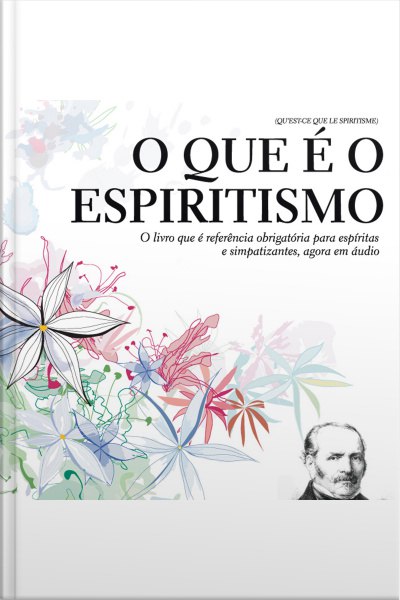 (QU'EST-CE QUE LE SPIRITISME)
O QUE É O
ESPIRITISMO
O livro que é referência obrigatória para espíritas
e simpatizantes, agora em áudio